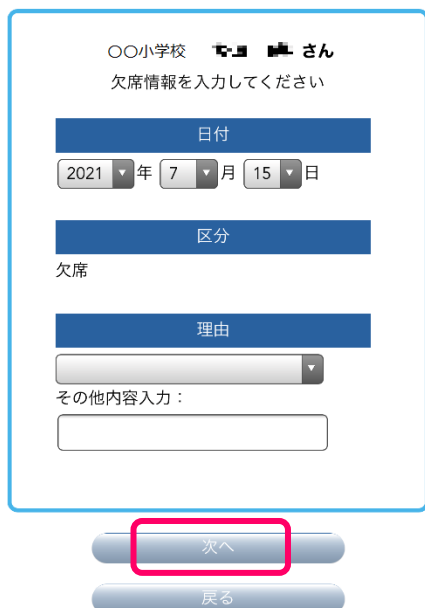 ○○小学校 さん
欠席情報を入力してください
日付
2021 年 7 月 15 日
区分
欠席
理由
その他内容入力：
次へ
戻る